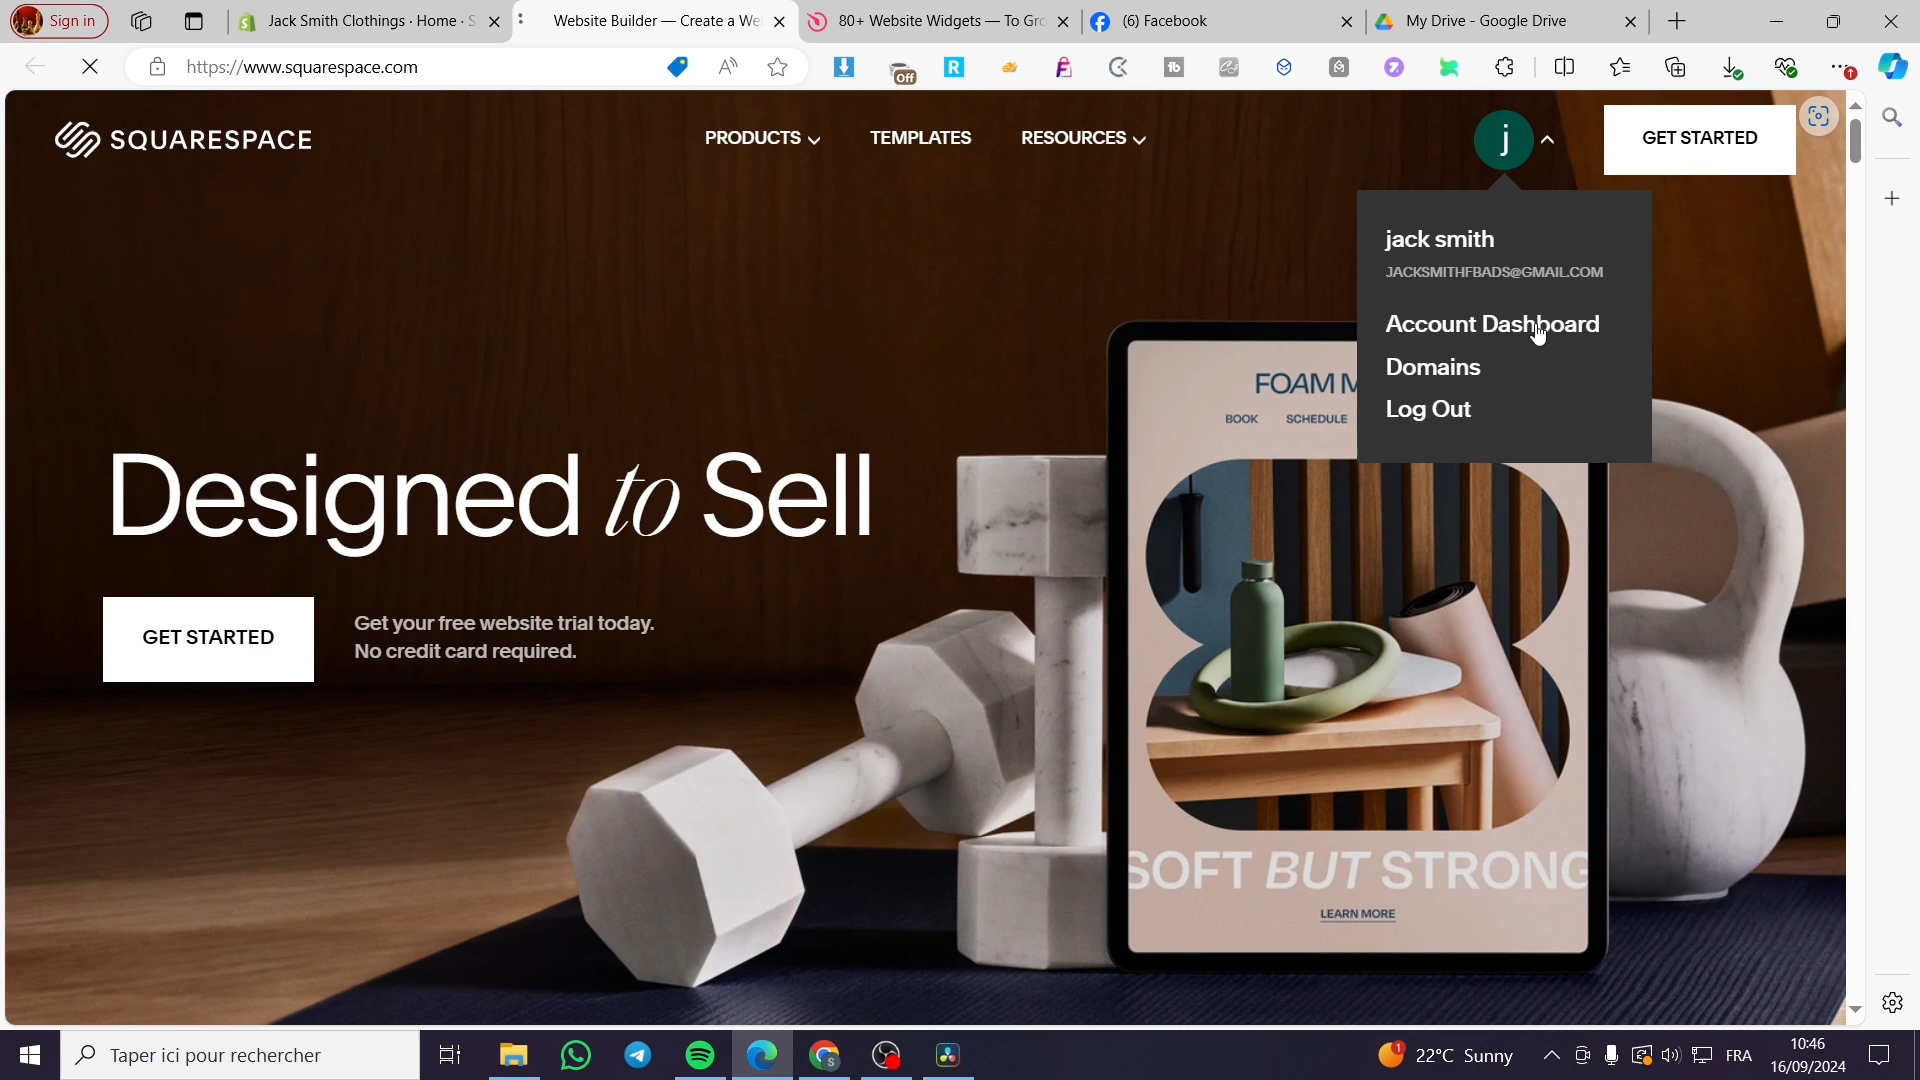 Sign in
Jack Smith Clothings · Home · S
Website Builder — Create a We
80+ Website Widgets — To Gro
(6) Facebook
My Drive - Google Drive
https://www.squarespace.com
Off
SQUARESPACE
PRODUCTS
TEMPLATES
RESOURCES
j
GET STARTED
jack smith
JACKSMITHFBADS@GMAIL.COM
Account Dashboard
Domains
Log Out
Designed to Sell
GET STARTED
Get your free website trial today.
No credit card required.
FOAM M
BOOK SCHEDULE
SOFT BUT STRONG
LEARN MORE
Taper ici pour rechercher
1
22°C Sunny
FRA
10:46
16/09/2024